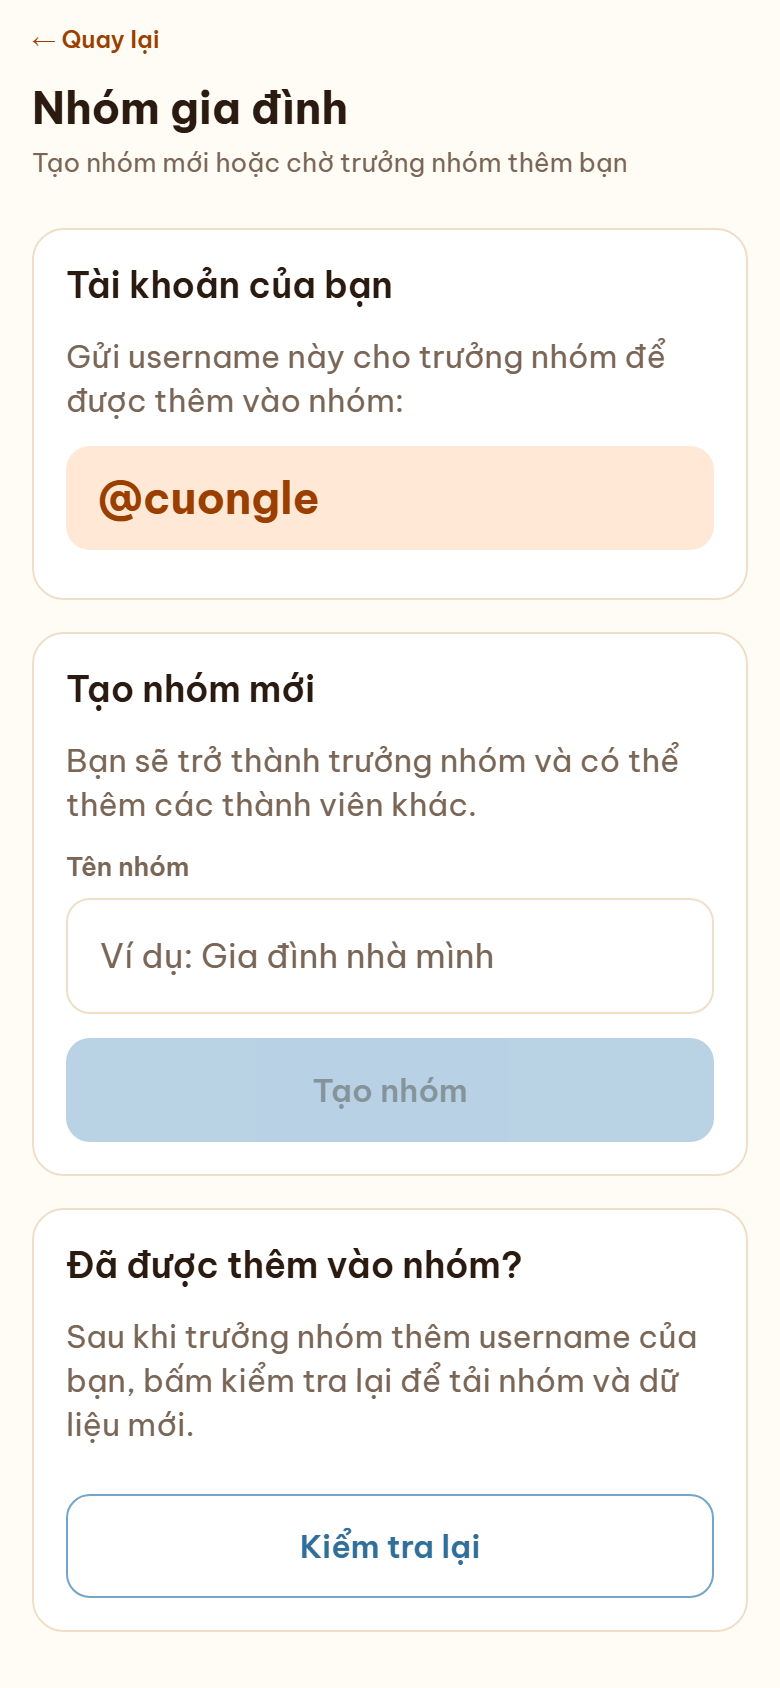 ← Quay lại
Nhóm gia đình
Tạo nhóm mới hoặc chờ trưởng nhóm thêm bạn
Tài khoản của bạn
Gửi username này cho trưởng nhóm để
được thêm vào nhóm:
@cuongle
Tạo nhóm mới
Bạn sẽ trở thành trưởng nhóm và có thể
thêm các thành viên khác.
Tên nhóm
Ví dụ: Gia đình nhà mình
Tạo nhóm
Đã được thêm vào nhóm?
Sau khi trưởng nhóm thêm username của
bạn, bấm kiểm tra lại để tải nhóm và dữ
liệu mới.
Kiểm tra lại